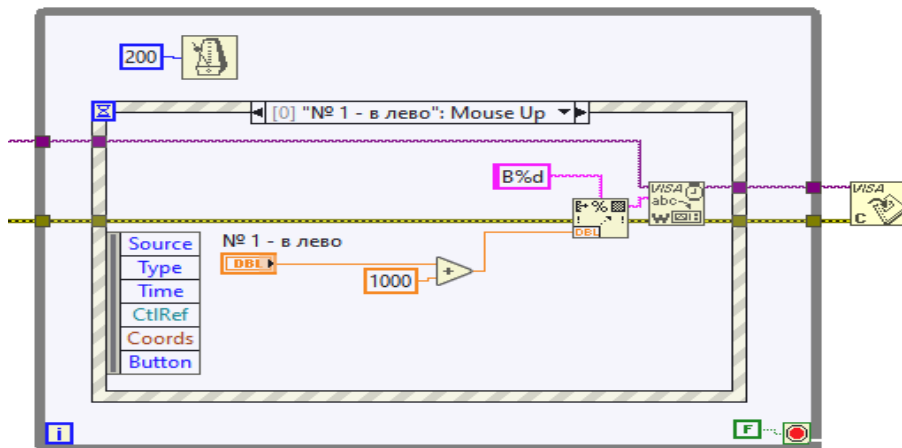 200
[0] "№ 1 - в лево": Mouse Up
B%d
VISA
abc
W
VISA
C
%
DBL
Source
Type
Time
CtlRef
Coords
Button
№ 1 - в лево
DBL
+
1000
i
F